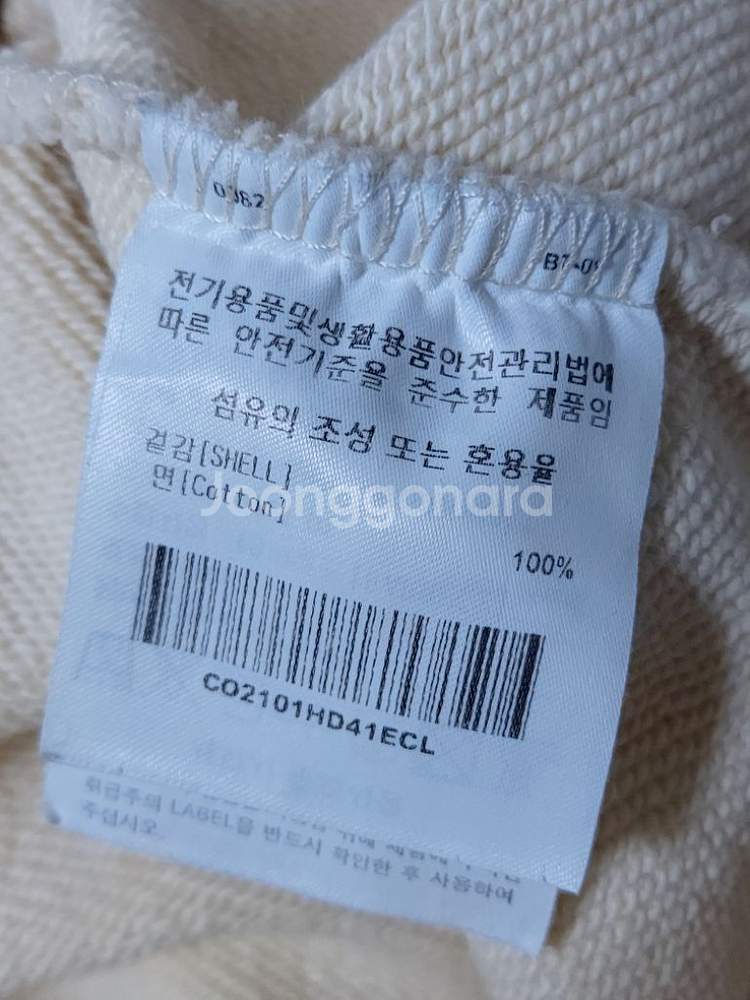 전기용품및생활용품안전관리법에
따른 안전기준을 준수한 제품임
섬유의 조성 또는 혼용율
겉감[SHELL]
면[Cotton]
Joonggonara
100%
CO2101HD41ECL
취급주의 LABEL을 반드시 확인한 후 사용하여
주십시오.